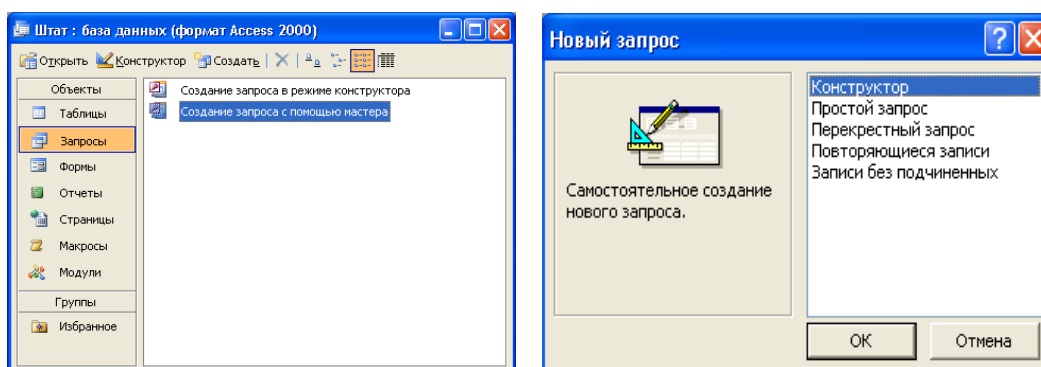 Штат : база данных (формат Access 2000)
Открыть Конструктор Создать
Объекты
Таблицы
Запросы
Формы
Отчеты
Страницы
Макросы
Модули
Группы
Избранное
Создание запроса в режиме конструктора
Создание запроса с помощью мастера
Новый запрос
Самостоятельное создание
нового запроса.
Конструктор
Простой запрос
Перекрестный запрос
Повторяющиеся записи
Записи без подчиненных
ОК
Отмена